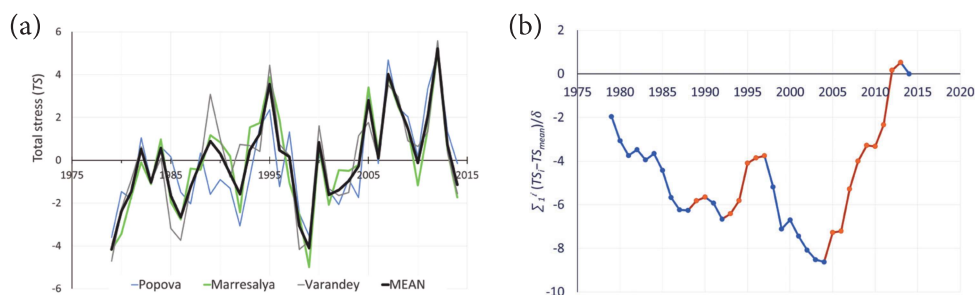 (a)
Total stress (TS)
6
4
2
0
-2
-4
-6
1975
1985
1995
2005
2015
Popova
Marresalya
Varandey
MEAN
(b)
∑₁ⁱ (TSᵢ-TSₘₑₐₙ)/δ
2
0
-2
-4
-6
-8
-10
1975 1980 1985 1990 1995 2000 2005 2010 2015 2020